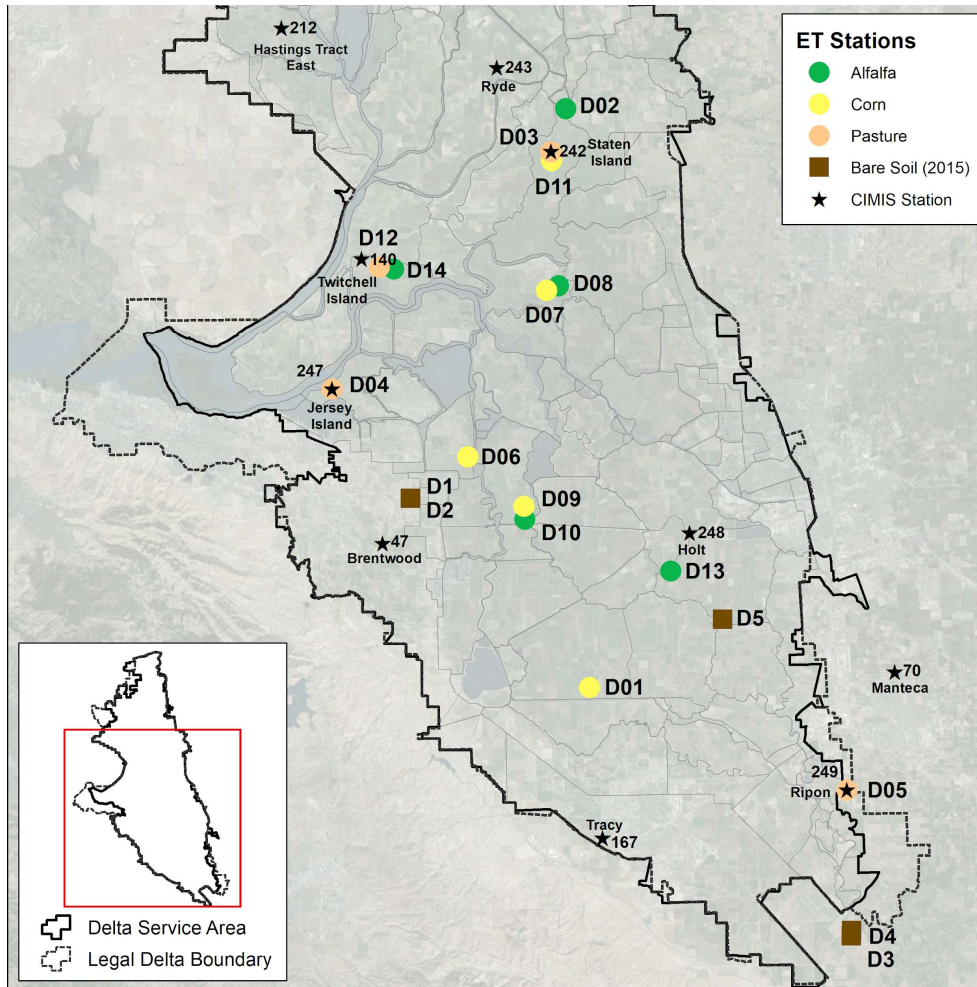 212
Hastings Tract
East
243
Ryde
D02
D03
242
Staten
Island
D11
D12
140
Twitchell
Island
D14
D08
D07
247
D04
Jersey
Island
D06
D1
D2
D09
D10
47
Brentwood
248
Holt
D13
D5
D01
70
Manteca
249
Ripon
D05
Tracy
167
D4
D3
ET Stations
Alfalfa
Corn
Pasture
Bare Soil (2015)
CIMIS Station
Delta Service Area
Legal Delta Boundary